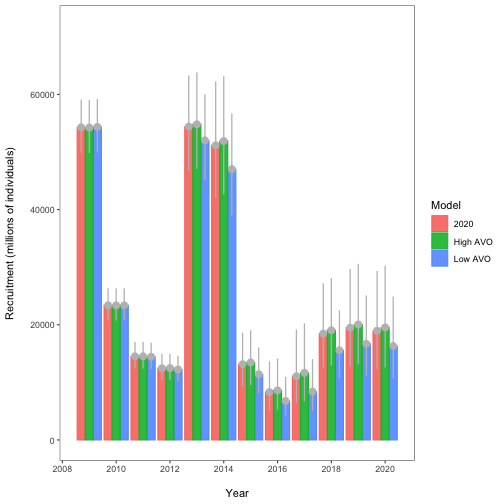 Recruitment (millions of individuals)
60000
40000
20000
0
2008
2010
2012
2014
2016
2018
2020
Year
Model
2020
High AVO
Low AVO